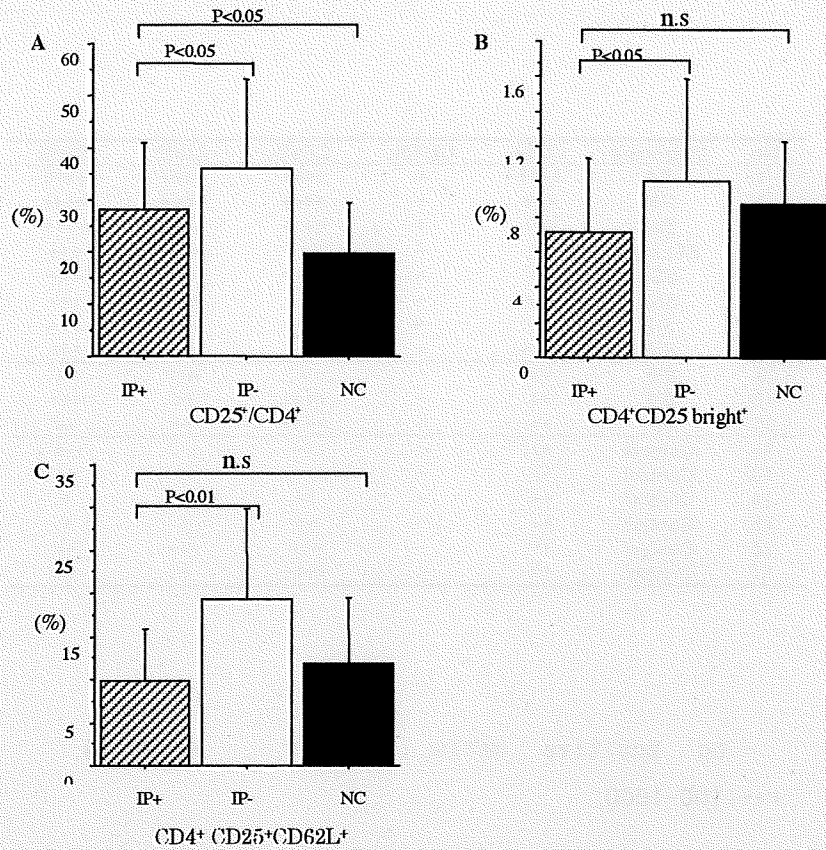 A
P<0.05
P<0.05
60
50
40
30
20
10
0
(%)
IP+ IP- NC
CD25⁺/CD4⁺
B
n.s
P<0.05
1.6
1.2
.8
.4
0
(%)
IP+ IP- NC
CD4⁺CD25 bright⁺
C
n.s
P<0.01
35
25
15
5
0
(%)
IP+ IP- NC
CD4⁺ CD25⁺CD62L⁺